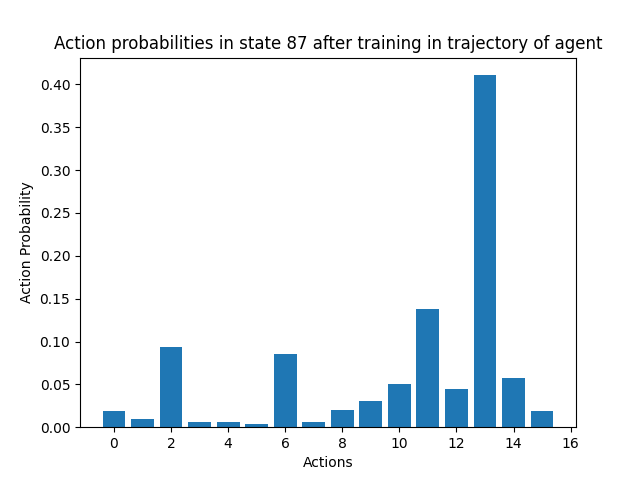 Action probabilities in state 87 after training in trajectory of agent
0.40
0.35
0.30
0.25
0.20
0.15
0.10
0.05
0.00
Action Probability
0 2 4 6 8 10 12 14 16
Actions